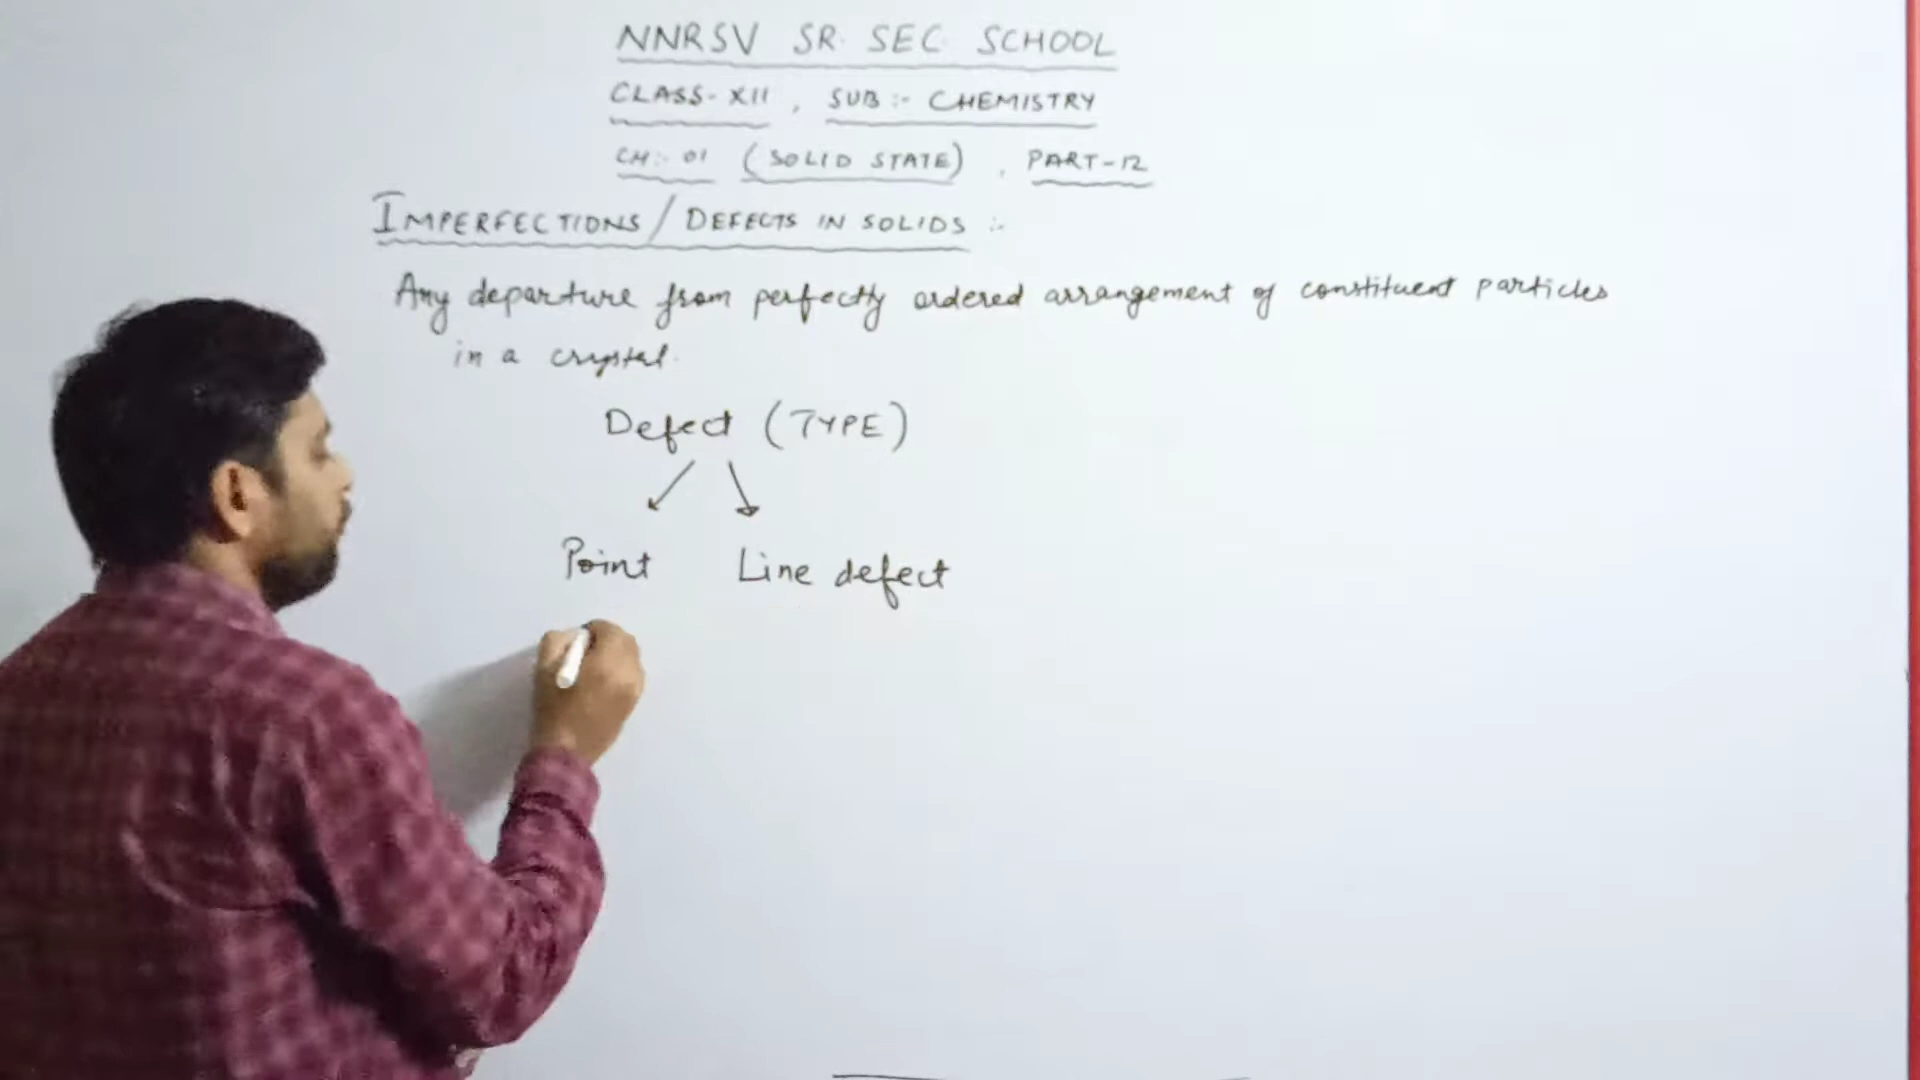 NNRSV SR. SEC. SCHOOL
CLASS-XII, SUB:- CHEMISTRY
CH:- 01 (SOLID STATE), PART-12
IMPERFECTIONS/DEFECTS IN SOLIDS :-
Any departure from perfectly ordered arrangement of constituent particles
in a crystal.
Defect (TYPE)
Point Line defect